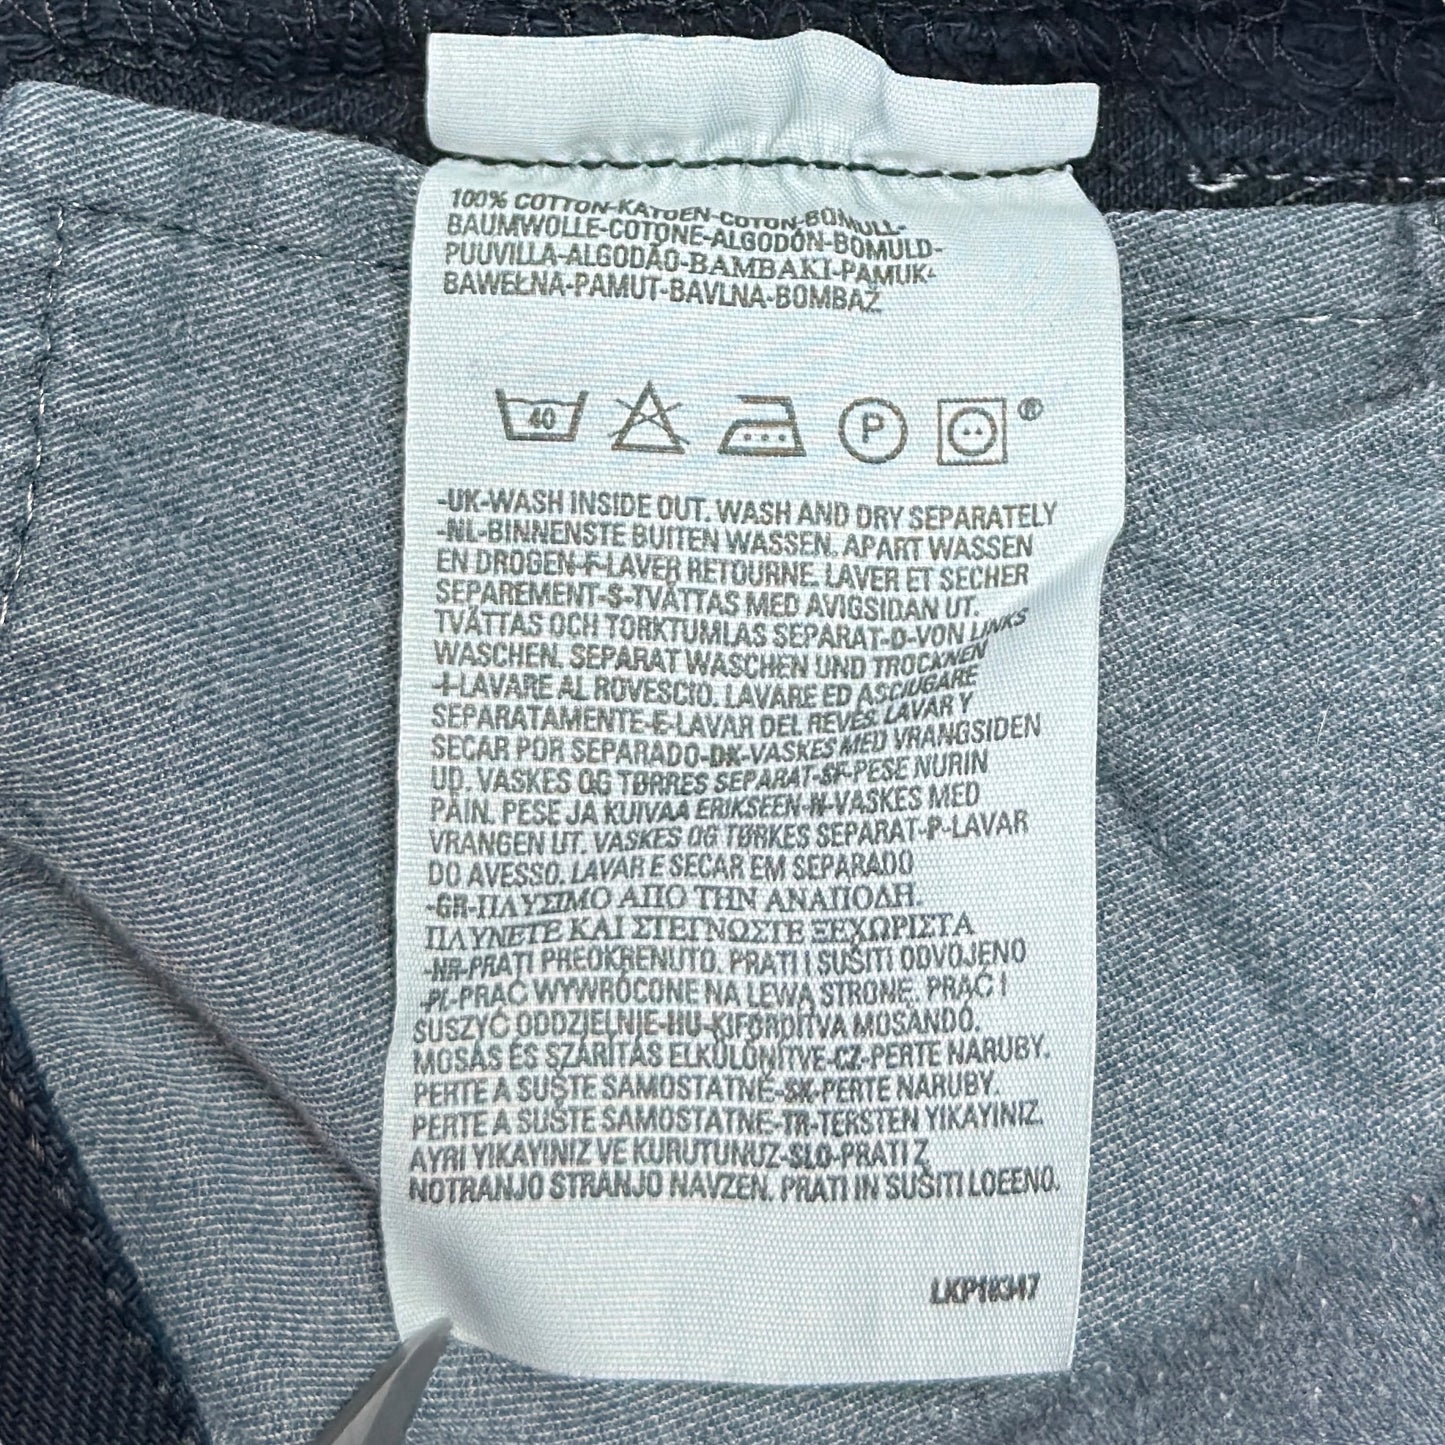 100% COTTON-KATOEN-COTON-BOMULL-
BAUMWOLLE-COTONE-ALGODÓN-BOMULD-
PUUVILLA-ALGODÃO-BAMBAKI-PAMUK-
BAWEŁNA-PAMUT-BAVLNA-BOMBAŽ
40 P ®
-UK-WASH INSIDE OUT. WASH AND DRY SEPARATELY
-NL-BINNENSTE BUITEN WASSEN. APART WASSEN
EN DROGEN-F-LAVER RETOURNE. LAVER ET SECHER
SEPAREMENT-S-TVÄTTAS MED AVIGSIDAN UT.
TVÄTTAS OCH TORKTUMLAS SEPARAT-D-VON LINKS
WASCHEN. SEPARAT WASCHEN UND TROCKNEN
-I-LAVARE AL ROVESCIO. LAVARE ED ASCIUGARE
SEPARATAMENTE-E-LAVAR DEL REVÉS. LAVAR Y
SECAR POR SEPARADO-DK-VASKES MED VRANGSIDEN
UD. VASKES OG TØRRES SEPARAT-SF-PESE NURIN
PÄIN. PESE JA KUIVAA ERIKSEEN-N-VASKES MED
VRANGEN UT. VASKES OG TØRKES SEPARAT-P-LAVAR
DO AVESSO. LAVAR E SECAR EM SEPARADO
-GR-ΠΛΥΣΙΜΟ ΑΠΟ ΤΗΝ ΑΝΑΠΟΔΗ.
ΠΛΥΝΕΤΕ ΚΑΙ ΣΤΕΓΝΩΣΤΕ ΞΕΧΩΡΙΣΤΑ
-HR-PRATI PREOKRENUTO. PRATI I SUŠITI ODVOJENO
-PL-PRAĆ WYWRÓCONE NA LEWĄ STRONĘ. PRAĆ I
SUSZYĆ ODDZIELNIE-HU-KIFORDÍTVA MOSANDÓ.
MOSÁS ÉS SZÁRÍTÁS ELKÜLÖNÍTVE-CZ-PERTE NARUBY.
PERTE A SUŠTE SAMOSTATNĚ-SK-PERTE NARUBY.
PERTE A SUŠTE SAMOSTATNE-TR-TERSTEN YIKAYINIZ.
AYRI YIKAYINIZ VE KURUTUNUZ-SLO-PRATI Z
NOTRANJO STRANJO NAVZEN. PRATI IN SUŠITI LOEENO.